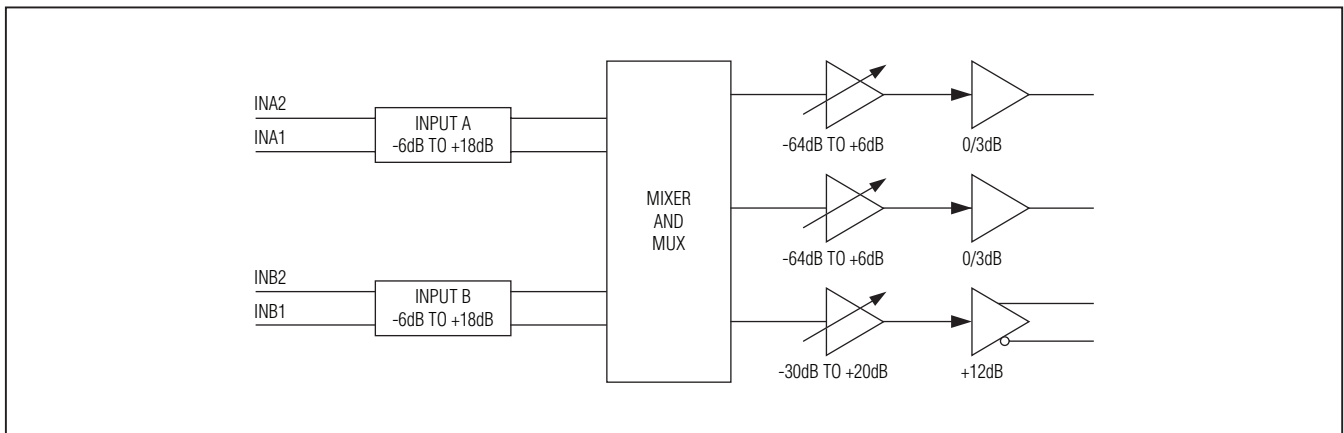 INA2
INA1
INPUT A
-6dB TO +18dB
INB2
INB1
INPUT B
-6dB TO +18dB
MIXER
AND
MUX
-64dB TO +6dB
0/3dB
-64dB TO +6dB
0/3dB
-30dB TO +20dB
+12dB